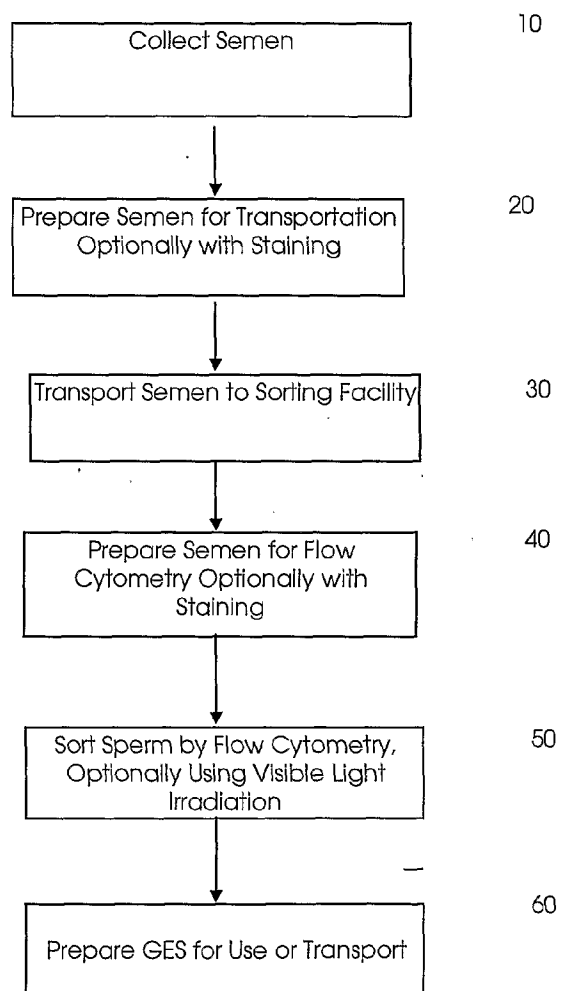 10
Collect Semen
20
Prepare Semen for Transportation
Optionally with Staining
30
Transport Semen to Sorting Facility
40
Prepare Semen for Flow
Cytometry Optionally with
Staining
50
Sort Sperm by Flow Cytometry,
Optionally Using Visible Light
Irradiation
60
Prepare GES for Use or Transport